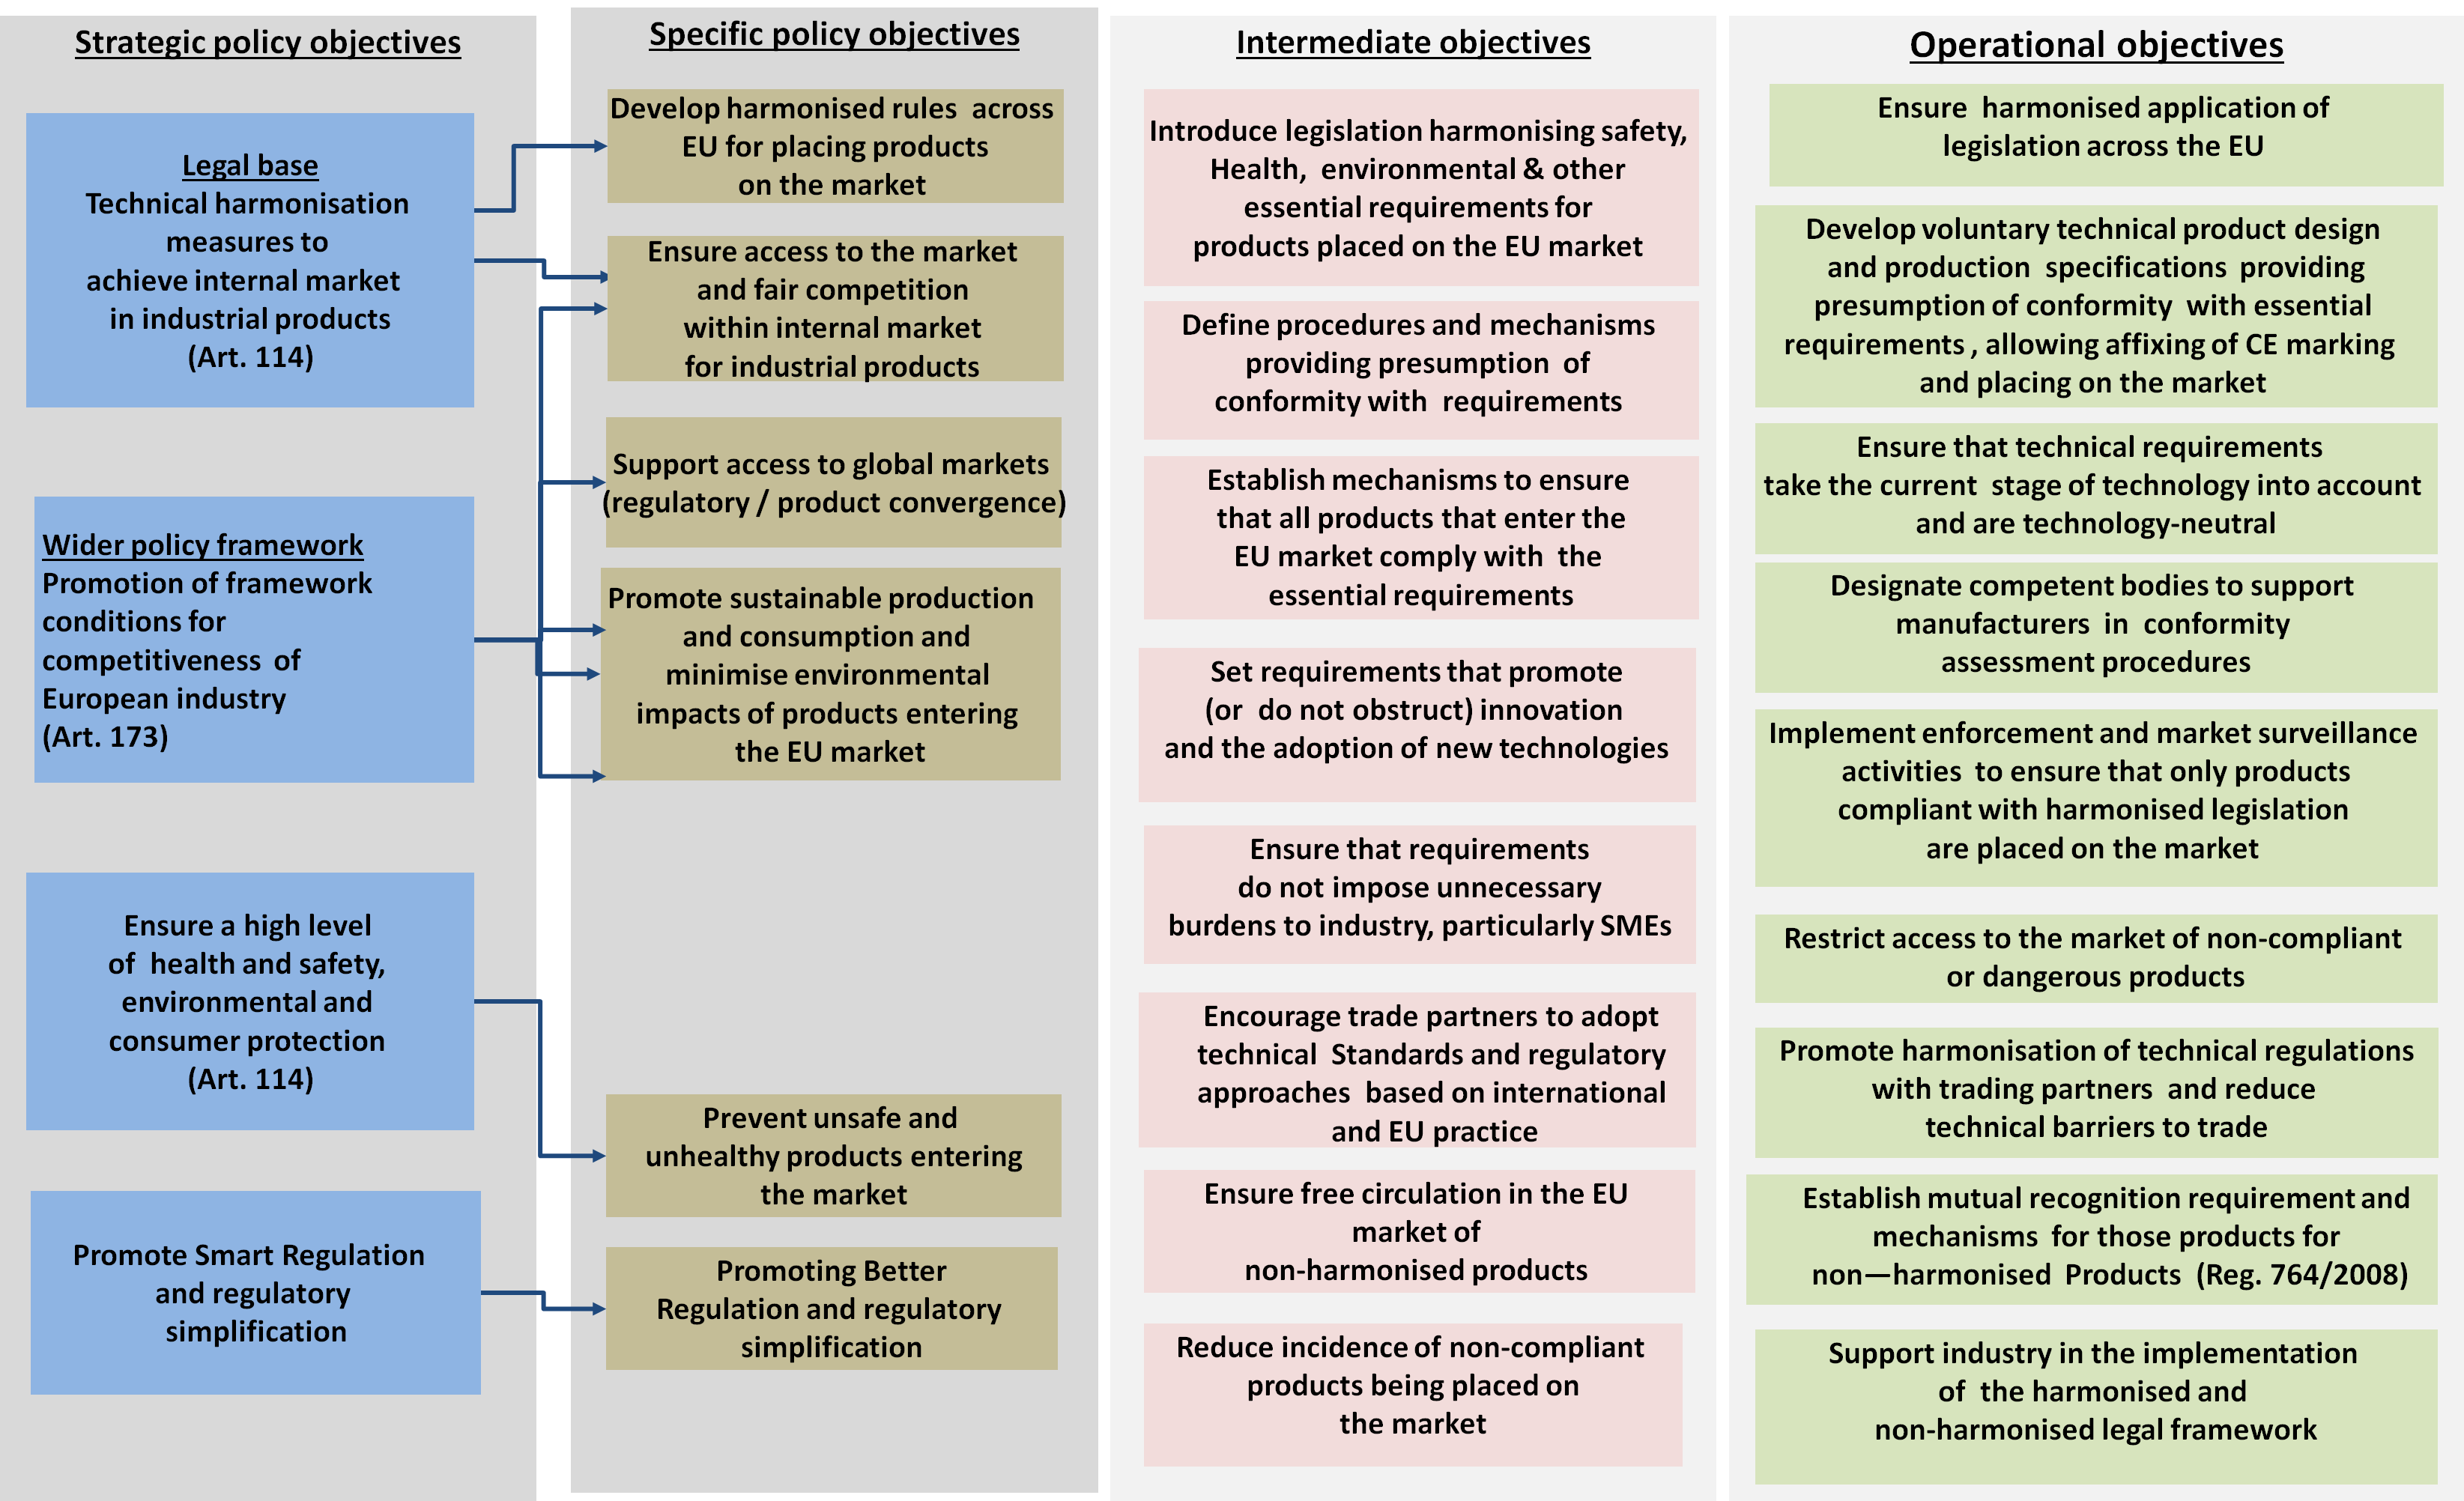 Strategic policy objectives
Legal base
Technical harmonisation
measures to
achieve internal market
in industrial products
(Art. 114)
Wider policy framework
Promotion of framework
conditions for
competitiveness of
European industry
(Art. 173)
Ensure a high level
of health and safety,
environmental and
consumer protection
(Art. 114)
Promote Smart Regulation
and regulatory
simplification
Specific policy objectives
Develop harmonised rules across
EU for placing products
on the market
Ensure access to the market
and fair competition
within internal market
for industrial products
Support access to global markets
(regulatory / product convergence)
Promote sustainable production
and consumption and
minimise environmental
impacts of products entering
the EU market
Prevent unsafe and
unhealthy products entering
the market
Promoting Better
Regulation and regulatory
simplification
Intermediate objectives
Introduce legislation harmonising safety,
Health, environmental & other
essential requirements for
products placed on the EU market
Define procedures and mechanisms
providing presumption of
conformity with requirements
Establish mechanisms to ensure
that all products that enter the
EU market comply with the
essential requirements
Set requirements that promote
(or do not obstruct) innovation
and the adoption of new technologies
Ensure that requirements
do not impose unnecessary
burdens to industry, particularly SMEs
Encourage trade partners to adopt
technical Standards and regulatory
approaches based on international
and EU practice
Ensure free circulation in the EU
market of
non-harmonised products
Reduce incidence of non-compliant
products being placed on
the market
Operational objectives
Ensure harmonised application of
legislation across the EU
Develop voluntary technical product design
and production specifications providing
presumption of conformity with essential
requirements , allowing affixing of CE marking
and placing on the market
Ensure that technical requirements
take the current stage of technology into account
and are technology-neutral
Designate competent bodies to support
manufacturers in conformity
assessment procedures
Implement enforcement and market surveillance
activities to ensure that only products
compliant with harmonised legislation
are placed on the market
Restrict access to the market of non-compliant
or dangerous products
Promote harmonisation of technical regulations
with trading partners and reduce
technical barriers to trade
Establish mutual recognition requirement and
mechanisms for those products for
non—harmonised Products (Reg. 764/2008)
Support industry in the implementation
of the harmonised and
non-harmonised legal framework